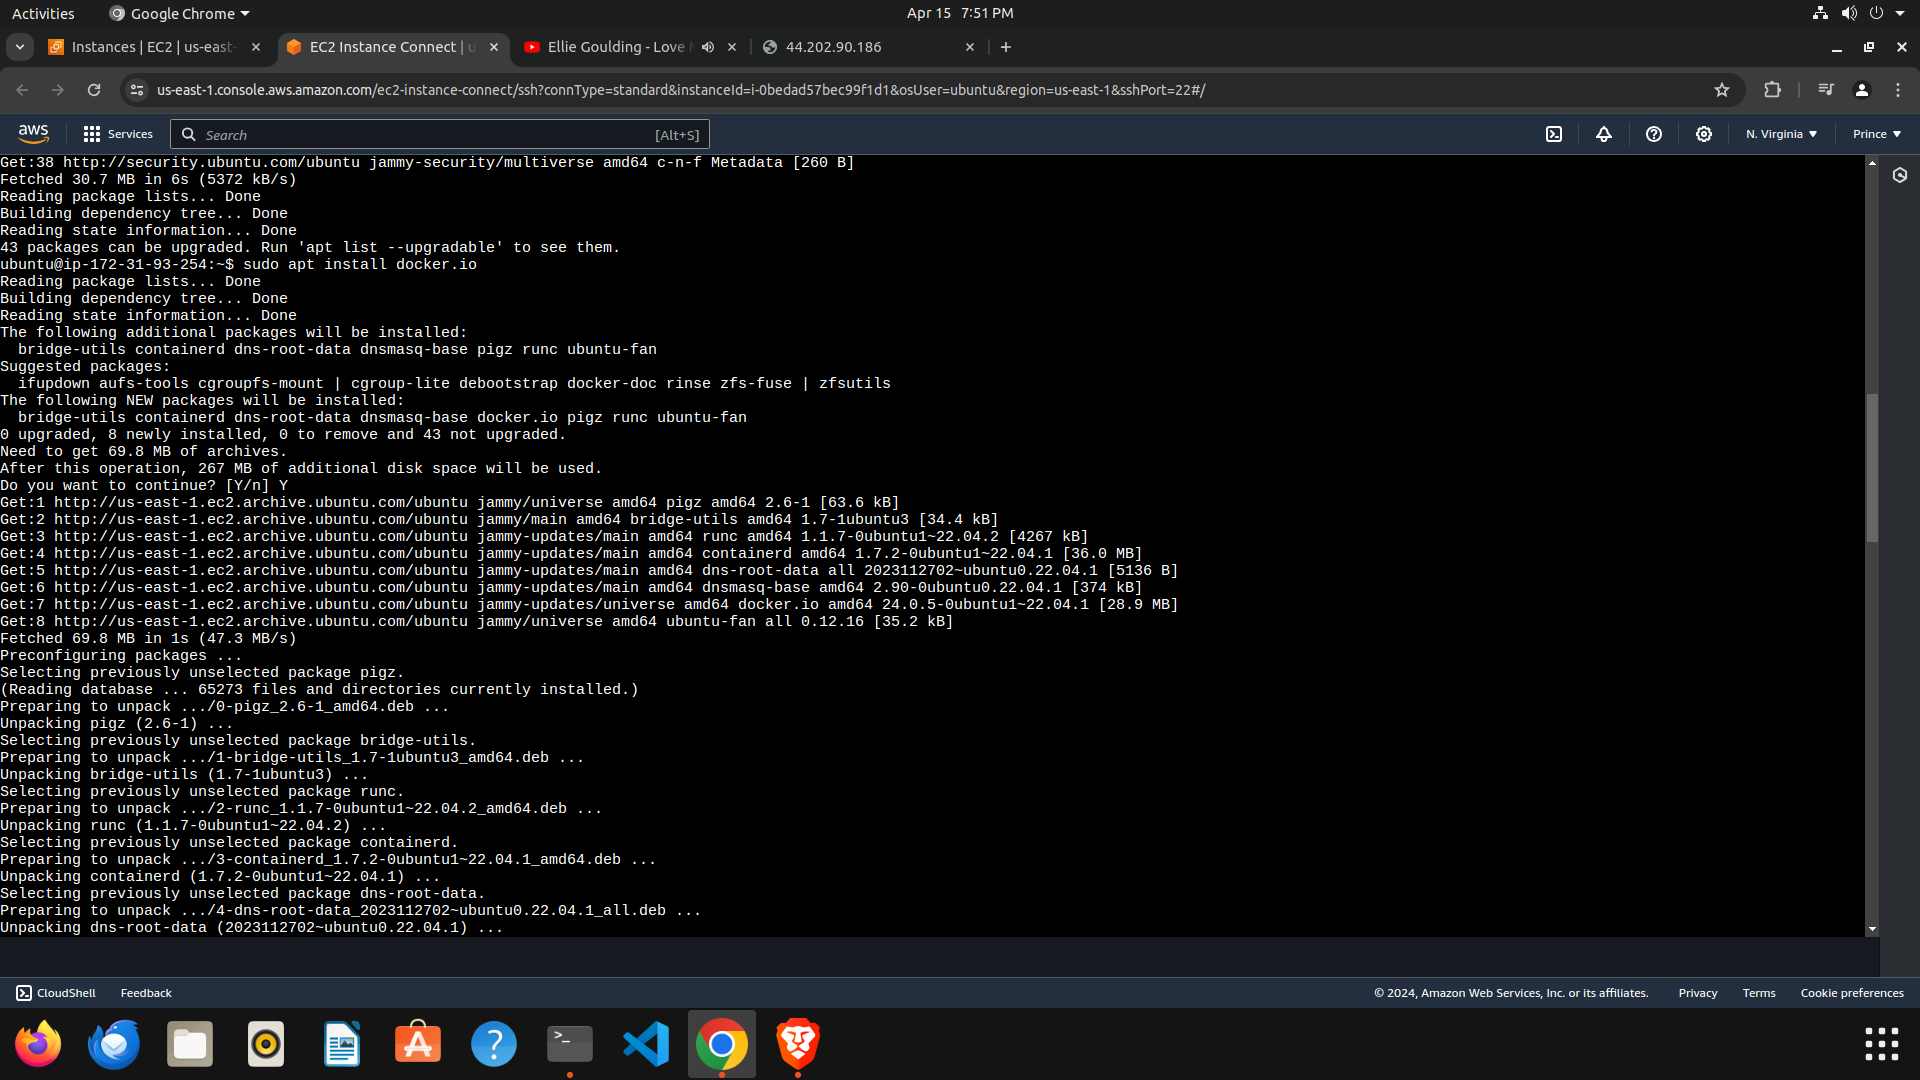 Activities
Google Chrome
Apr 15 7:51 PM
Instances | EC2 | us-east-
EC2 Instance Connect | u
Ellie Goulding - Love M
44.202.90.186
us-east-1.console.aws.amazon.com/ec2-instance-connect/ssh?connType=standard&instanceId=i-0bedad57bec99f1d1&osUser=ubuntu&region=us-east-1&sshPort=22#/
aws
Services
Search
[Alt+S]
N. Virginia
Prince
Get:38 http://security.ubuntu.com/ubuntu jammy-security/multiverse amd64 c-n-f Metadata [260 B]
Fetched 30.7 MB in 6s (5372 kB/s)
Reading package lists... Done
Building dependency tree... Done
Reading state information... Done
43 packages can be upgraded. Run 'apt list --upgradable' to see them.
ubuntu@ip-172-31-93-254:~$ sudo apt install docker.io
Reading package lists... Done
Building dependency tree... Done
Reading state information... Done
The following additional packages will be installed:
  bridge-utils containerd dns-root-data dnsmasq-base pigz runc ubuntu-fan
Suggested packages:
  ifupdown aufs-tools cgroupfs-mount | cgroup-lite debootstrap docker-doc rinse zfs-fuse | zfsutils
The following NEW packages will be installed:
  bridge-utils containerd dns-root-data dnsmasq-base docker.io pigz runc ubuntu-fan
0 upgraded, 8 newly installed, 0 to remove and 43 not upgraded.
Need to get 69.8 MB of archives.
After this operation, 267 MB of additional disk space will be used.
Do you want to continue? [Y/n] Y
Get:1 http://us-east-1.ec2.archive.ubuntu.com/ubuntu jammy/universe amd64 pigz amd64 2.6-1 [63.6 kB]
Get:2 http://us-east-1.ec2.archive.ubuntu.com/ubuntu jammy/main amd64 bridge-utils amd64 1.7-1ubuntu3 [34.4 kB]
Get:3 http://us-east-1.ec2.archive.ubuntu.com/ubuntu jammy-updates/main amd64 runc amd64 1.1.7-0ubuntu1~22.04.2 [4267 kB]
Get:4 http://us-east-1.ec2.archive.ubuntu.com/ubuntu jammy-updates/main amd64 containerd amd64 1.7.2-0ubuntu1~22.04.1 [36.0 MB]
Get:5 http://us-east-1.ec2.archive.ubuntu.com/ubuntu jammy-updates/main amd64 dns-root-data all 2023112702~ubuntu0.22.04.1 [5136 B]
Get:6 http://us-east-1.ec2.archive.ubuntu.com/ubuntu jammy-updates/main amd64 dnsmasq-base amd64 2.90-0ubuntu0.22.04.1 [374 kB]
Get:7 http://us-east-1.ec2.archive.ubuntu.com/ubuntu jammy-updates/universe amd64 docker.io amd64 24.0.5-0ubuntu1~22.04.1 [28.9 MB]
Get:8 http://us-east-1.ec2.archive.ubuntu.com/ubuntu jammy/universe amd64 ubuntu-fan all 0.12.16 [35.2 kB]
Fetched 69.8 MB in 1s (47.3 MB/s)
Preconfiguring packages ...
Selecting previously unselected package pigz.
(Reading database ... 65273 files and directories currently installed.)
Preparing to unpack .../0-pigz_2.6-1_amd64.deb ...
Unpacking pigz (2.6-1) ...
Selecting previously unselected package bridge-utils.
Preparing to unpack .../1-bridge-utils_1.7-1ubuntu3_amd64.deb ...
Unpacking bridge-utils (1.7-1ubuntu3) ...
Selecting previously unselected package runc.
Preparing to unpack .../2-runc_1.1.7-0ubuntu1~22.04.2_amd64.deb ...
Unpacking runc (1.1.7-0ubuntu1~22.04.2) ...
Selecting previously unselected package containerd.
Preparing to unpack .../3-containerd_1.7.2-0ubuntu1~22.04.1_amd64.deb ...
Unpacking containerd (1.7.2-0ubuntu1~22.04.1) ...
Selecting previously unselected package dns-root-data.
Preparing to unpack .../4-dns-root-data_2023112702~ubuntu0.22.04.1_all.deb ...
Unpacking dns-root-data (2023112702~ubuntu0.22.04.1) ...
CloudShell
Feedback
© 2024, Amazon Web Services, Inc. or its affiliates.
Privacy
Terms
Cookie preferences